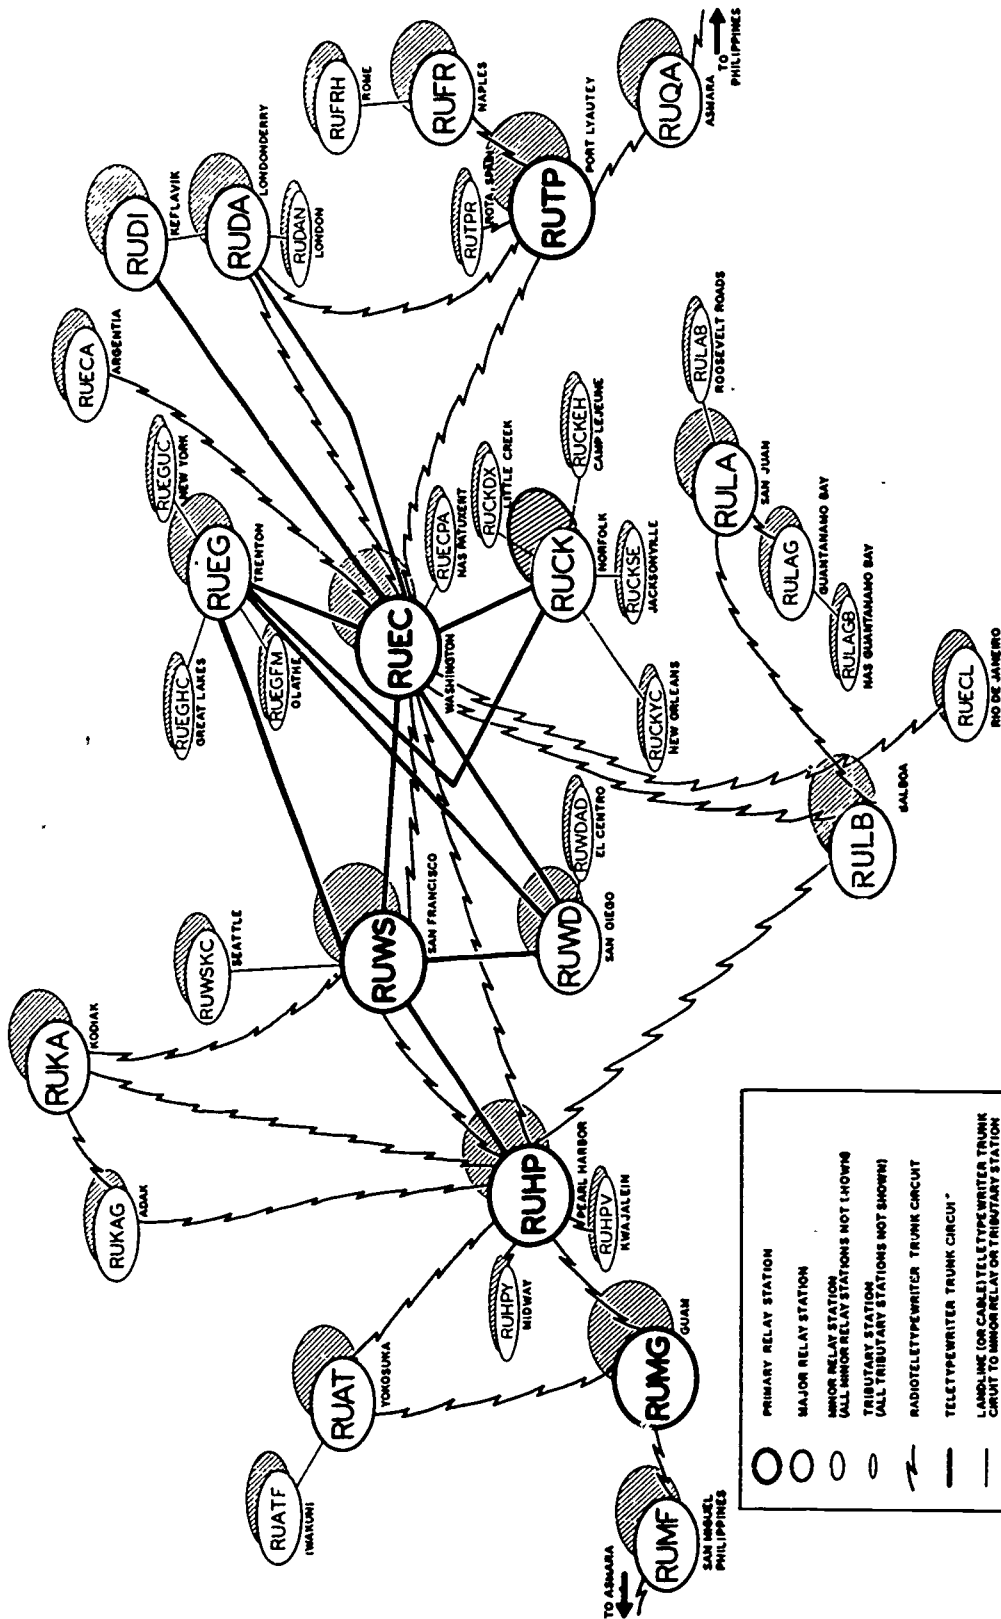 RUKAG
ADAK
RUKA
KODIAK
RUWSKC
SEATTLE
RUEGHC
GREAT LAKES
RUEGFM
OLATHE
RUEG
TRENTON
RUEGUC
NEW YORK
RUECA
ARGENTIA
RUDI
KEFLAVIK
RUDA
LONDONDERRY
RUDAN
LONDON
RUFRH
ROME
RUFR
NAPLES
RUATF
IWAKUNI
RUAT
YOKOSUKA
RUWS
SAN FRANCISCO
RUEC
WASHINGTON
RUECPA
NAS PATUXENT
RUTPR
ROTA, SPAIN
RUTP
PORT LYAUTEY
RUQA
ASMARA
TO
PHILIPPINES
RUHPY
MIDWAY
RUHP
PEARL HARBOR
RUHPV
KWAJALEIN
RUWD
SAN DIEGO
RUWDAD
EL CENTRO
RUCKYC
NEW ORLEANS
RUCK
NORFOLK
RUCKDX
LITTLE CREEK
RUCKSE
JACKSONVILLE
RUCKEH
CAMP LEJEUNE
TO ASMARA
RUMF
SAN MIGUEL
PHILIPPINES
RUMG
GUAM
RULB
BALBOA
RULAGB
NAS GUANTANAMO BAY
RULAG
GUANTANAMO BAY
RULA
SAN JUAN
RULAB
ROOSEVELT ROADS
RUECL
RIO DE JANEIRO
PRIMARY RELAY STATION
MAJOR RELAY STATION
MINOR RELAY STATION
(ALL MINOR RELAY STATIONS NOT SHOWN)
TRIBUTARY STATION
(ALL TRIBUTARY STATIONS NOT SHOWN)
RADIOTELETYPEWRITER TRUNK CIRCUIT
TELETYPEWRITER TRUNK CIRCUIT
LANDLINE (OR CABLE) TELETYPEWRITER TRUNK
CIRCUIT TO MINOR RELAY OR TRIBUTARY STATION